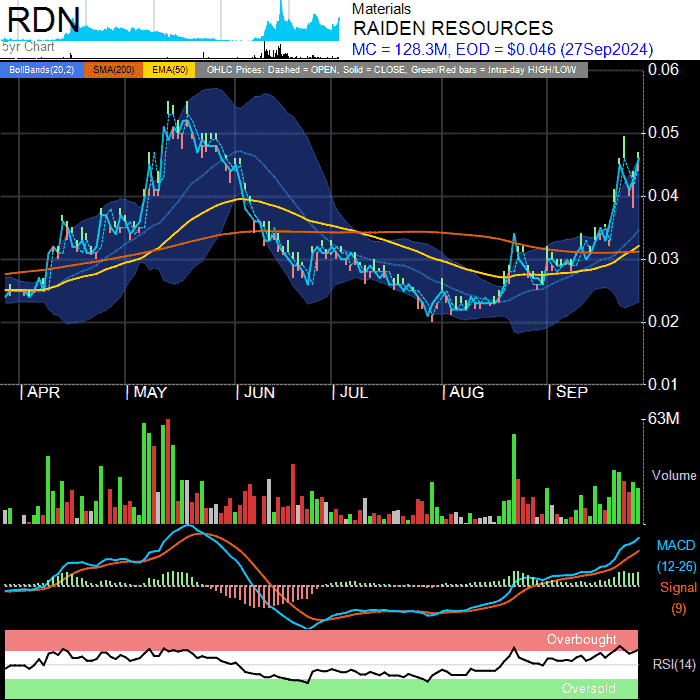 RDN
5yr Chart
Materials
RAIDEN RESOURCES
MC = 128.3M, EOD = $0.046 (27Sep2024)
BollBands(20,2) SMA(200) EMA(50) OHLC Prices: Dashed = OPEN, Solid = CLOSE, Green/Red bars = Intra-day HIGH/LOW
0.06
0.05
0.04
0.03
0.02
0.01
APR MAY JUN JUL AUG SEP
63M
Volume
MACD
(12-26)
Signal
(9)
Overbought
RSI(14)
Oversold